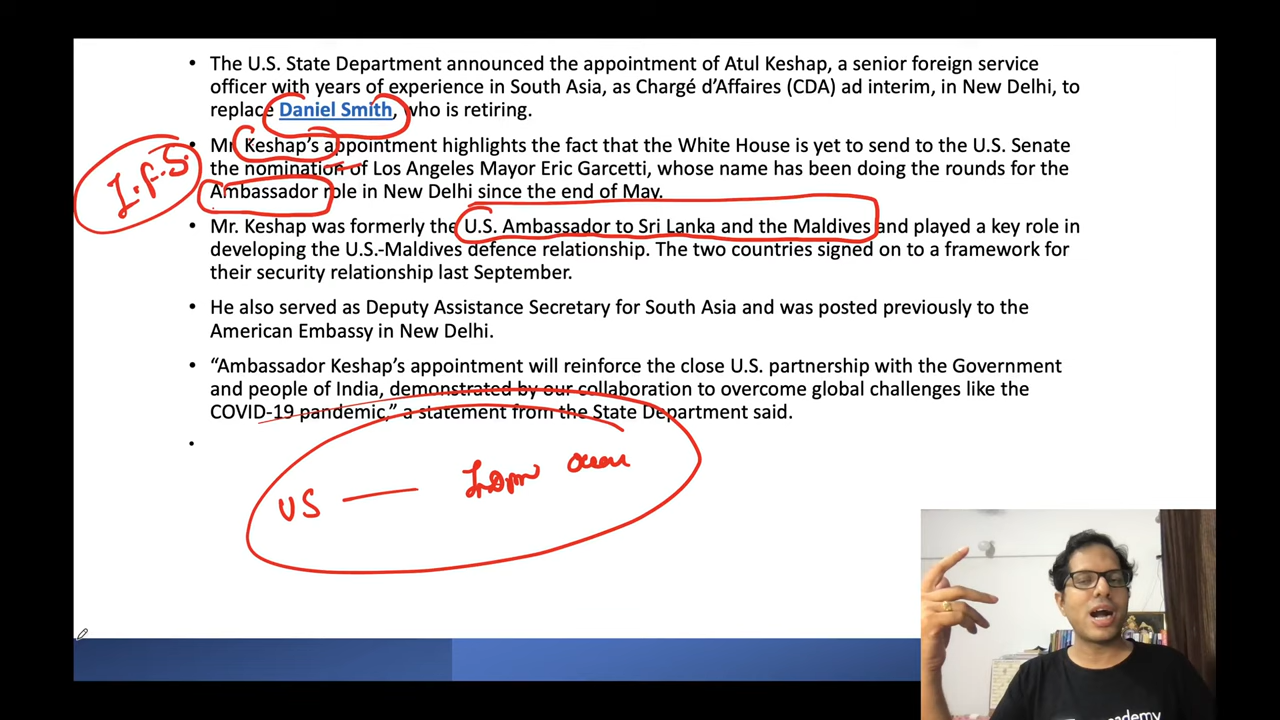 • The U.S. State Department announced the appointment of Atul Keshap, a senior foreign service
officer with years of experience in South Asia, as Chargé d’Affaires (CDA) ad interim, in New Delhi, to
replace Daniel Smith, who is retiring.
• Mr Keshap’s appointment highlights the fact that the White House is yet to send to the U.S. Senate
the nomination of Los Angeles Mayor Eric Garcetti, whose name has been doing the rounds for the
Ambassador role in New Delhi since the end of May.
I.F.S.
• Mr. Keshap was formerly the U.S. Ambassador to Sri Lanka and the Maldives and played a key role in
developing the U.S.-Maldives defence relationship. The two countries signed on to a framework for
their security relationship last September.
• He also served as Deputy Assistance Secretary for South Asia and was posted previously to the
American Embassy in New Delhi.
• “Ambassador Keshap’s appointment will reinforce the close U.S. partnership with the Government
and people of India, demonstrated by our collaboration to overcome global challenges like the
COVID-19 pandemic,” a statement from the State Department said.
•
US —
ademy